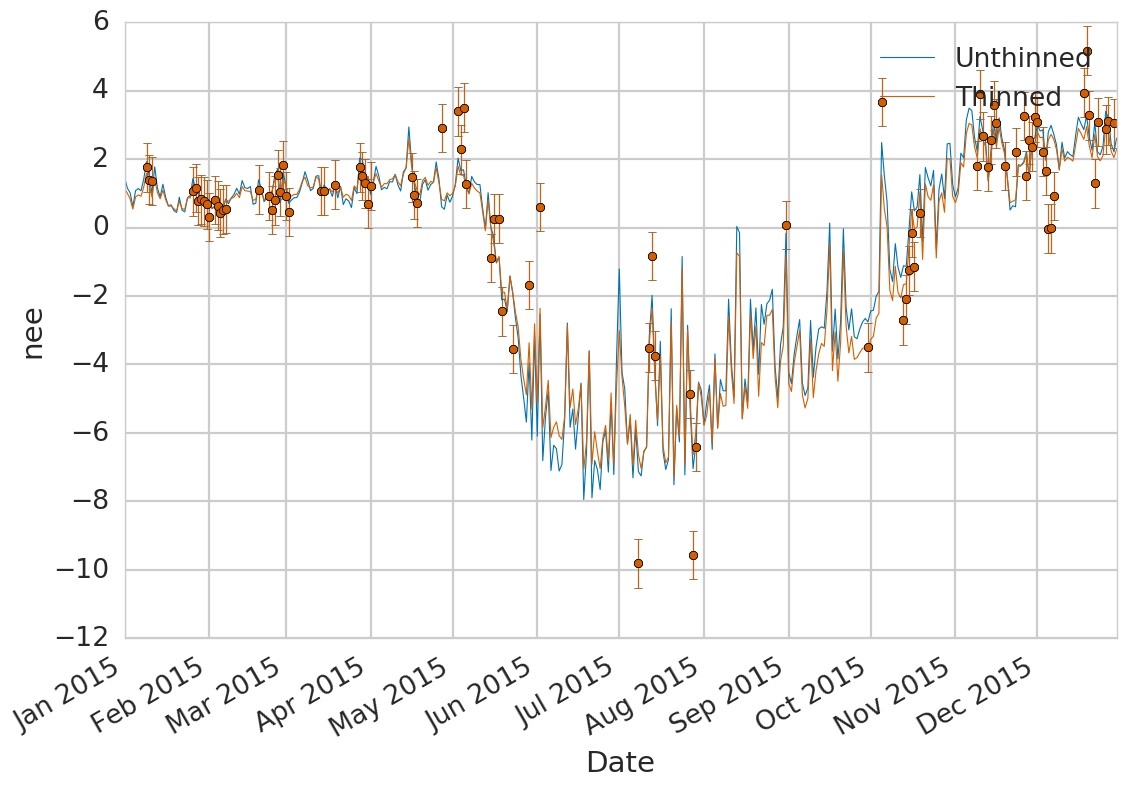 6
4
2
0
−2
−4
−6
−8
−10
−12
nee
Unthinned
Thinned
Jan 2015
Feb 2015
Mar 2015
Apr 2015
May 2015
Jun 2015
Jul 2015
Aug 2015
Sep 2015
Oct 2015
Nov 2015
Dec 2015
Date